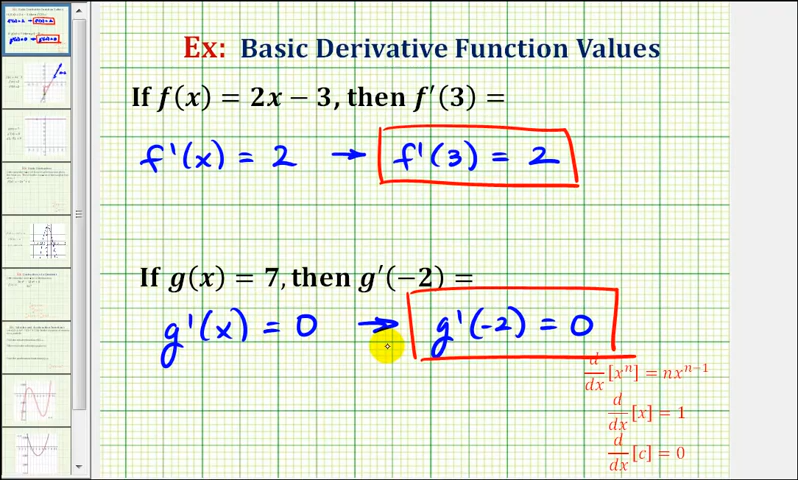 Ex: Basic Derivative Function Values
If f(x) = 2x − 3, then f′(3) =
f'(x) = 2 → f'(3) = 2
If g(x) = 7, then g′(−2) =
g'(x) = 0 → g'(-2) = 0
d/dx [xⁿ] = nxⁿ⁻¹
d/dx [x] = 1
d/dx [c] = 0